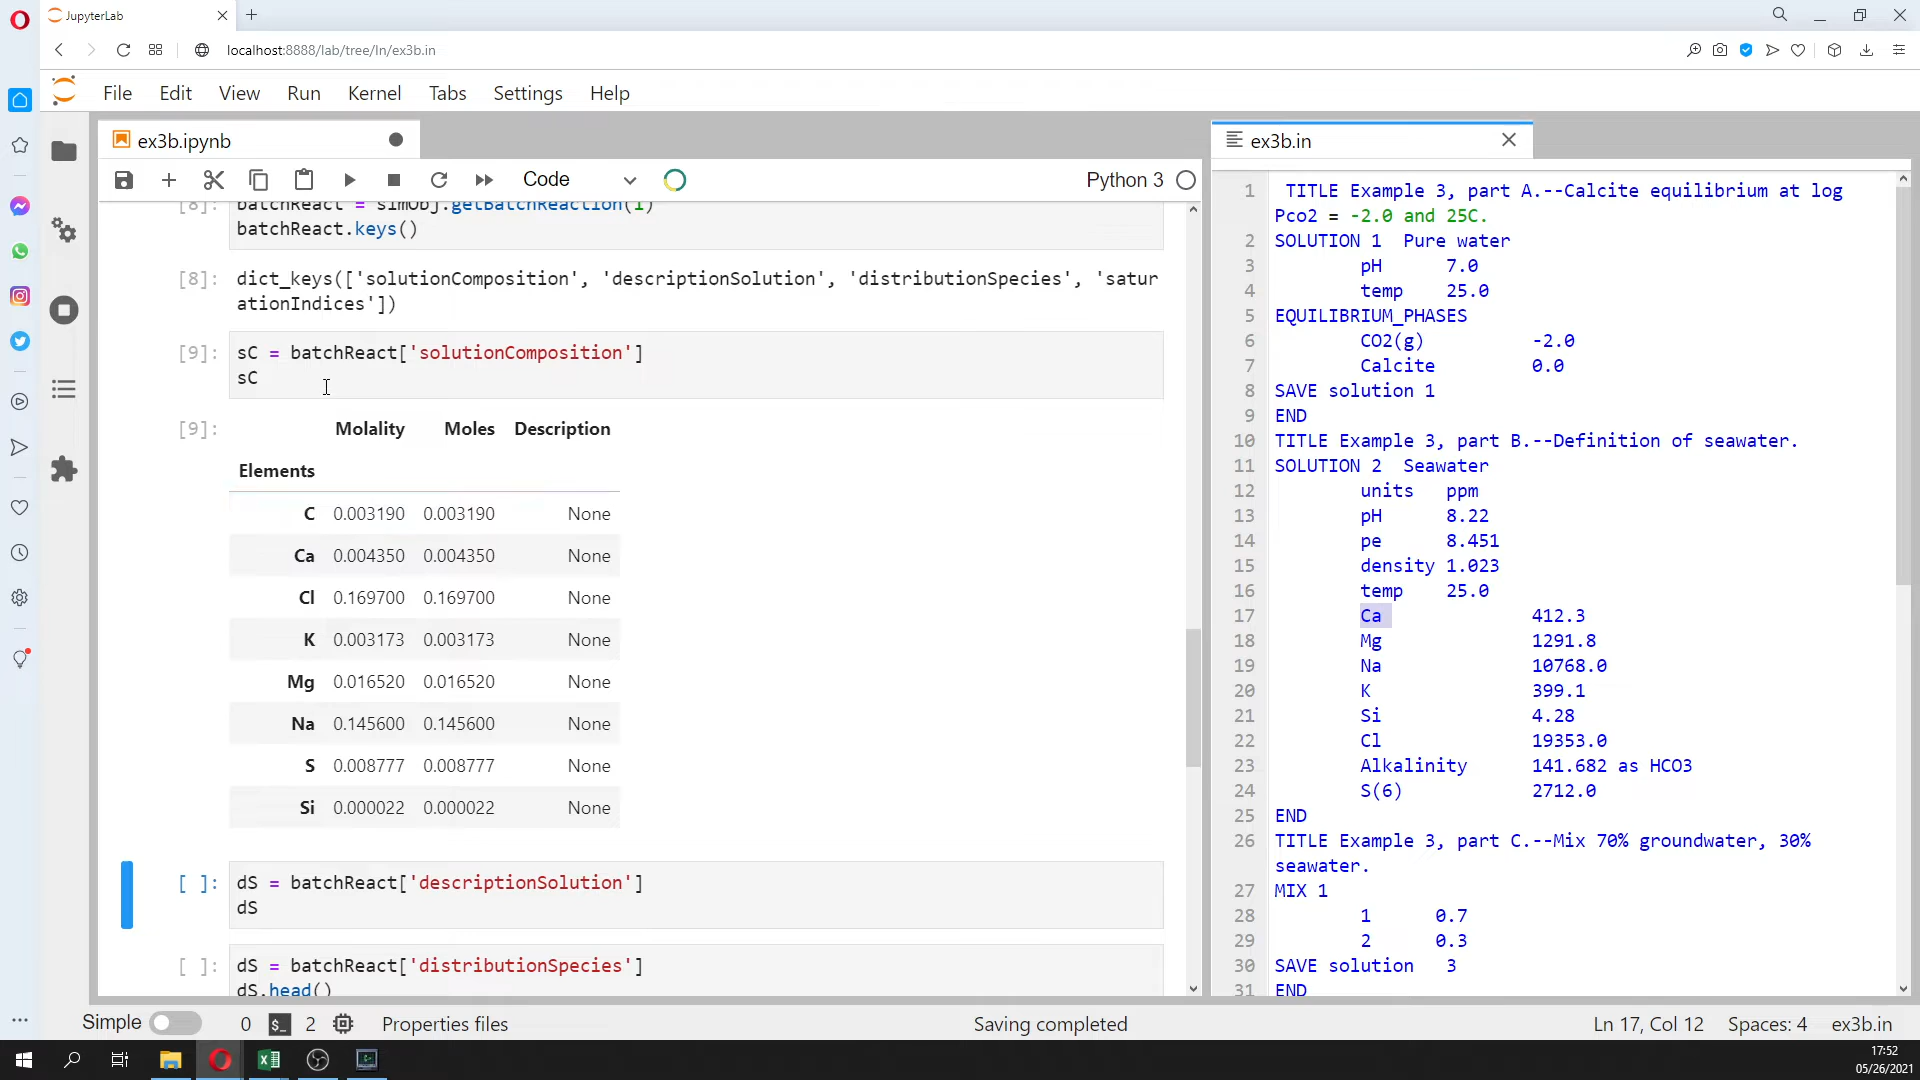 JupyterLab
localhost:8888/lab/tree/In/ex3b.in
File Edit View Run Kernel Tabs Settings Help
ex3b.ipynb
Code
Python 3
[8]: batchReact = simObj.getBatchReaction(1)
batchReact.keys()
[8]: dict_keys(['solutionComposition', 'descriptionSolution', 'distributionSpecies', 'satur
ationIndices'])
[9]: sC = batchReact['solutionComposition']
sC
[9]: Molality Moles Description
Elements
C 0.003190 0.003190 None
Ca 0.004350 0.004350 None
Cl 0.169700 0.169700 None
K 0.003173 0.003173 None
Mg 0.016520 0.016520 None
Na 0.145600 0.145600 None
S 0.008777 0.008777 None
Si 0.000022 0.000022 None
[ ]: dS = batchReact['descriptionSolution']
dS
[ ]: dS = batchReact['distributionSpecies']
dS.head()
ex3b.in
1 TITLE Example 3, part A.--Calcite equilibrium at log
Pco2 = -2.0 and 25C.
2 SOLUTION 1 Pure water
3 pH 7.0
4 temp 25.0
5 EQUILIBRIUM_PHASES
6 CO2(g) -2.0
7 Calcite 0.0
8 SAVE solution 1
9 END
10 TITLE Example 3, part B.--Definition of seawater.
11 SOLUTION 2 Seawater
12 units ppm
13 pH 8.22
14 pe 8.451
15 density 1.023
16 temp 25.0
17 Ca 412.3
18 Mg 1291.8
19 Na 10768.0
20 K 399.1
21 Si 4.28
22 Cl 19353.0
23 Alkalinity 141.682 as HCO3
24 S(6) 2712.0
25 END
26 TITLE Example 3, part C.--Mix 70% groundwater, 30%
seawater.
27 MIX 1
28 1 0.7
29 2 0.3
30 SAVE solution 3
31 END
Simple 0 $_ 2 Properties files Saving completed Ln 17, Col 12 Spaces: 4 ex3b.in
17:52
05/26/2021